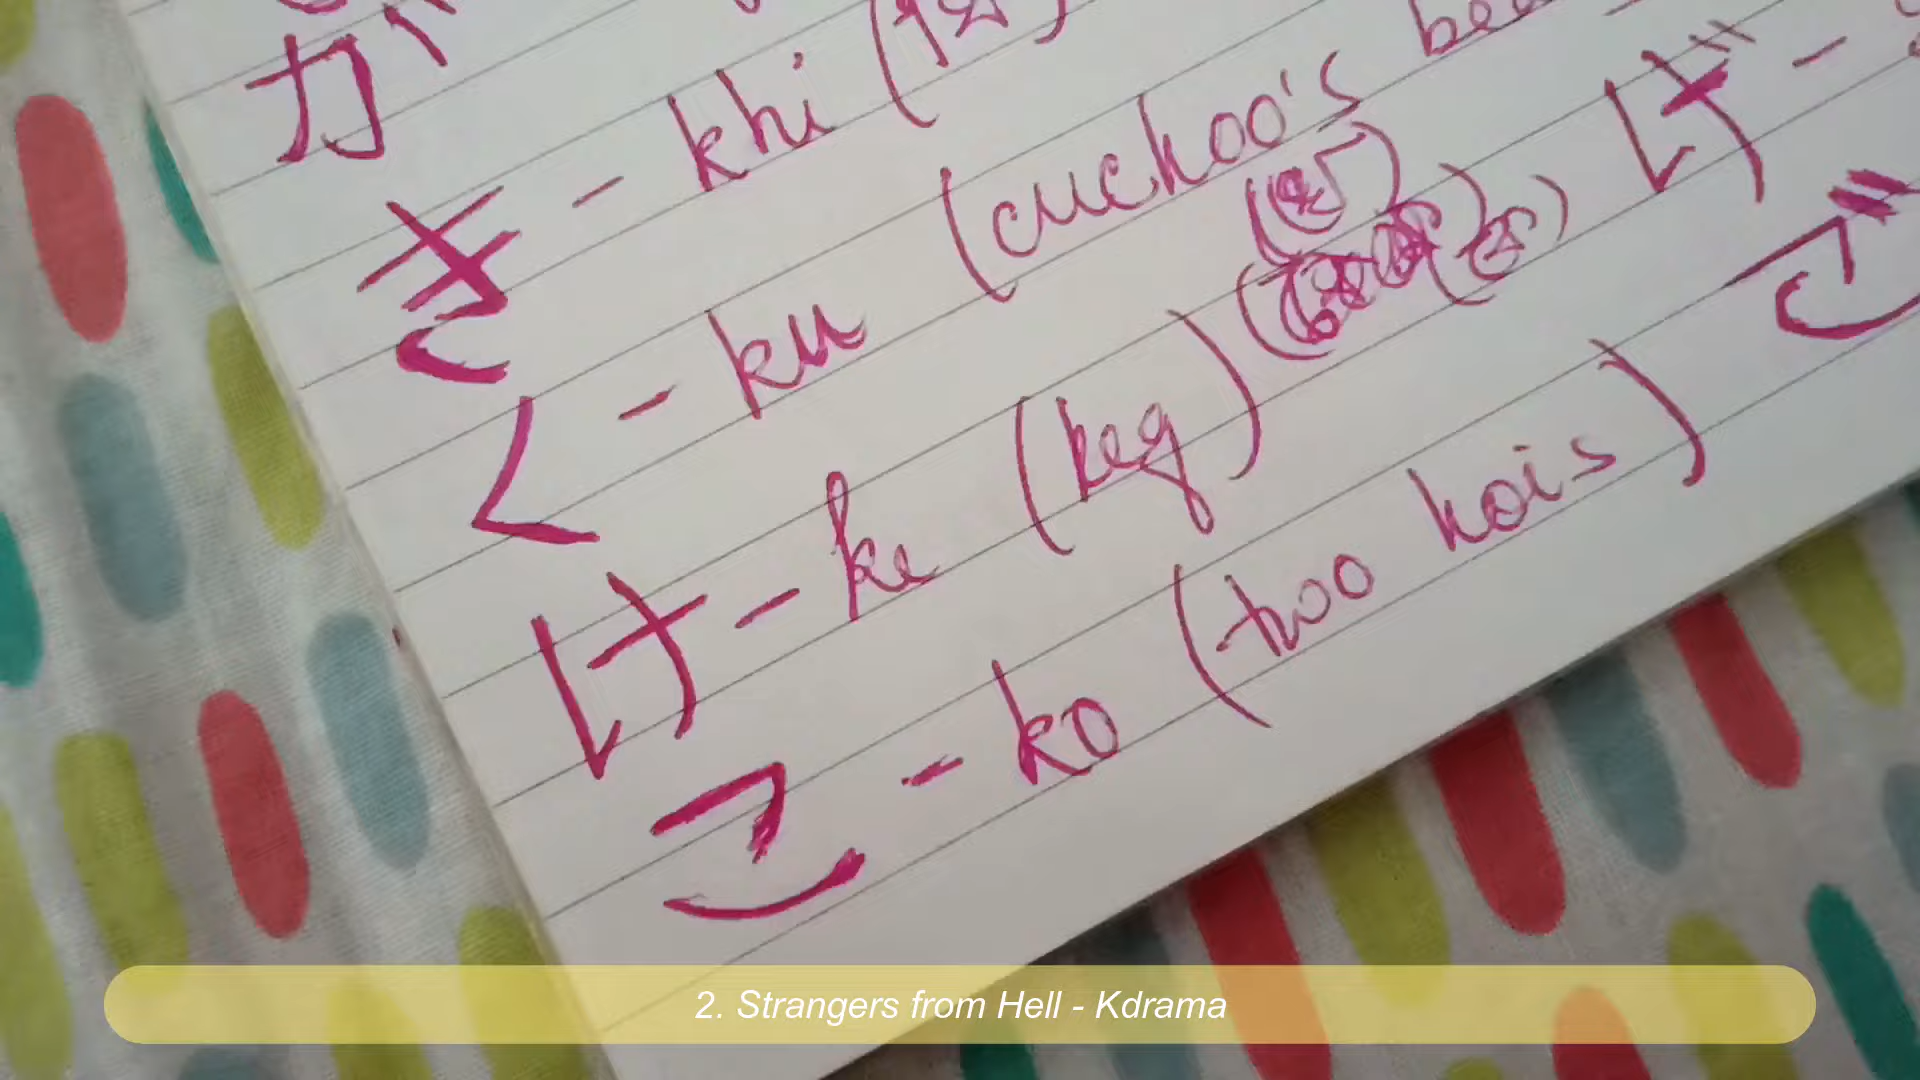 が
き - khi (
く - ku (cuckoo's
け - ke (keg) げ -
こ - ko (two kois) ご
2. Strangers from Hell - Kdrama